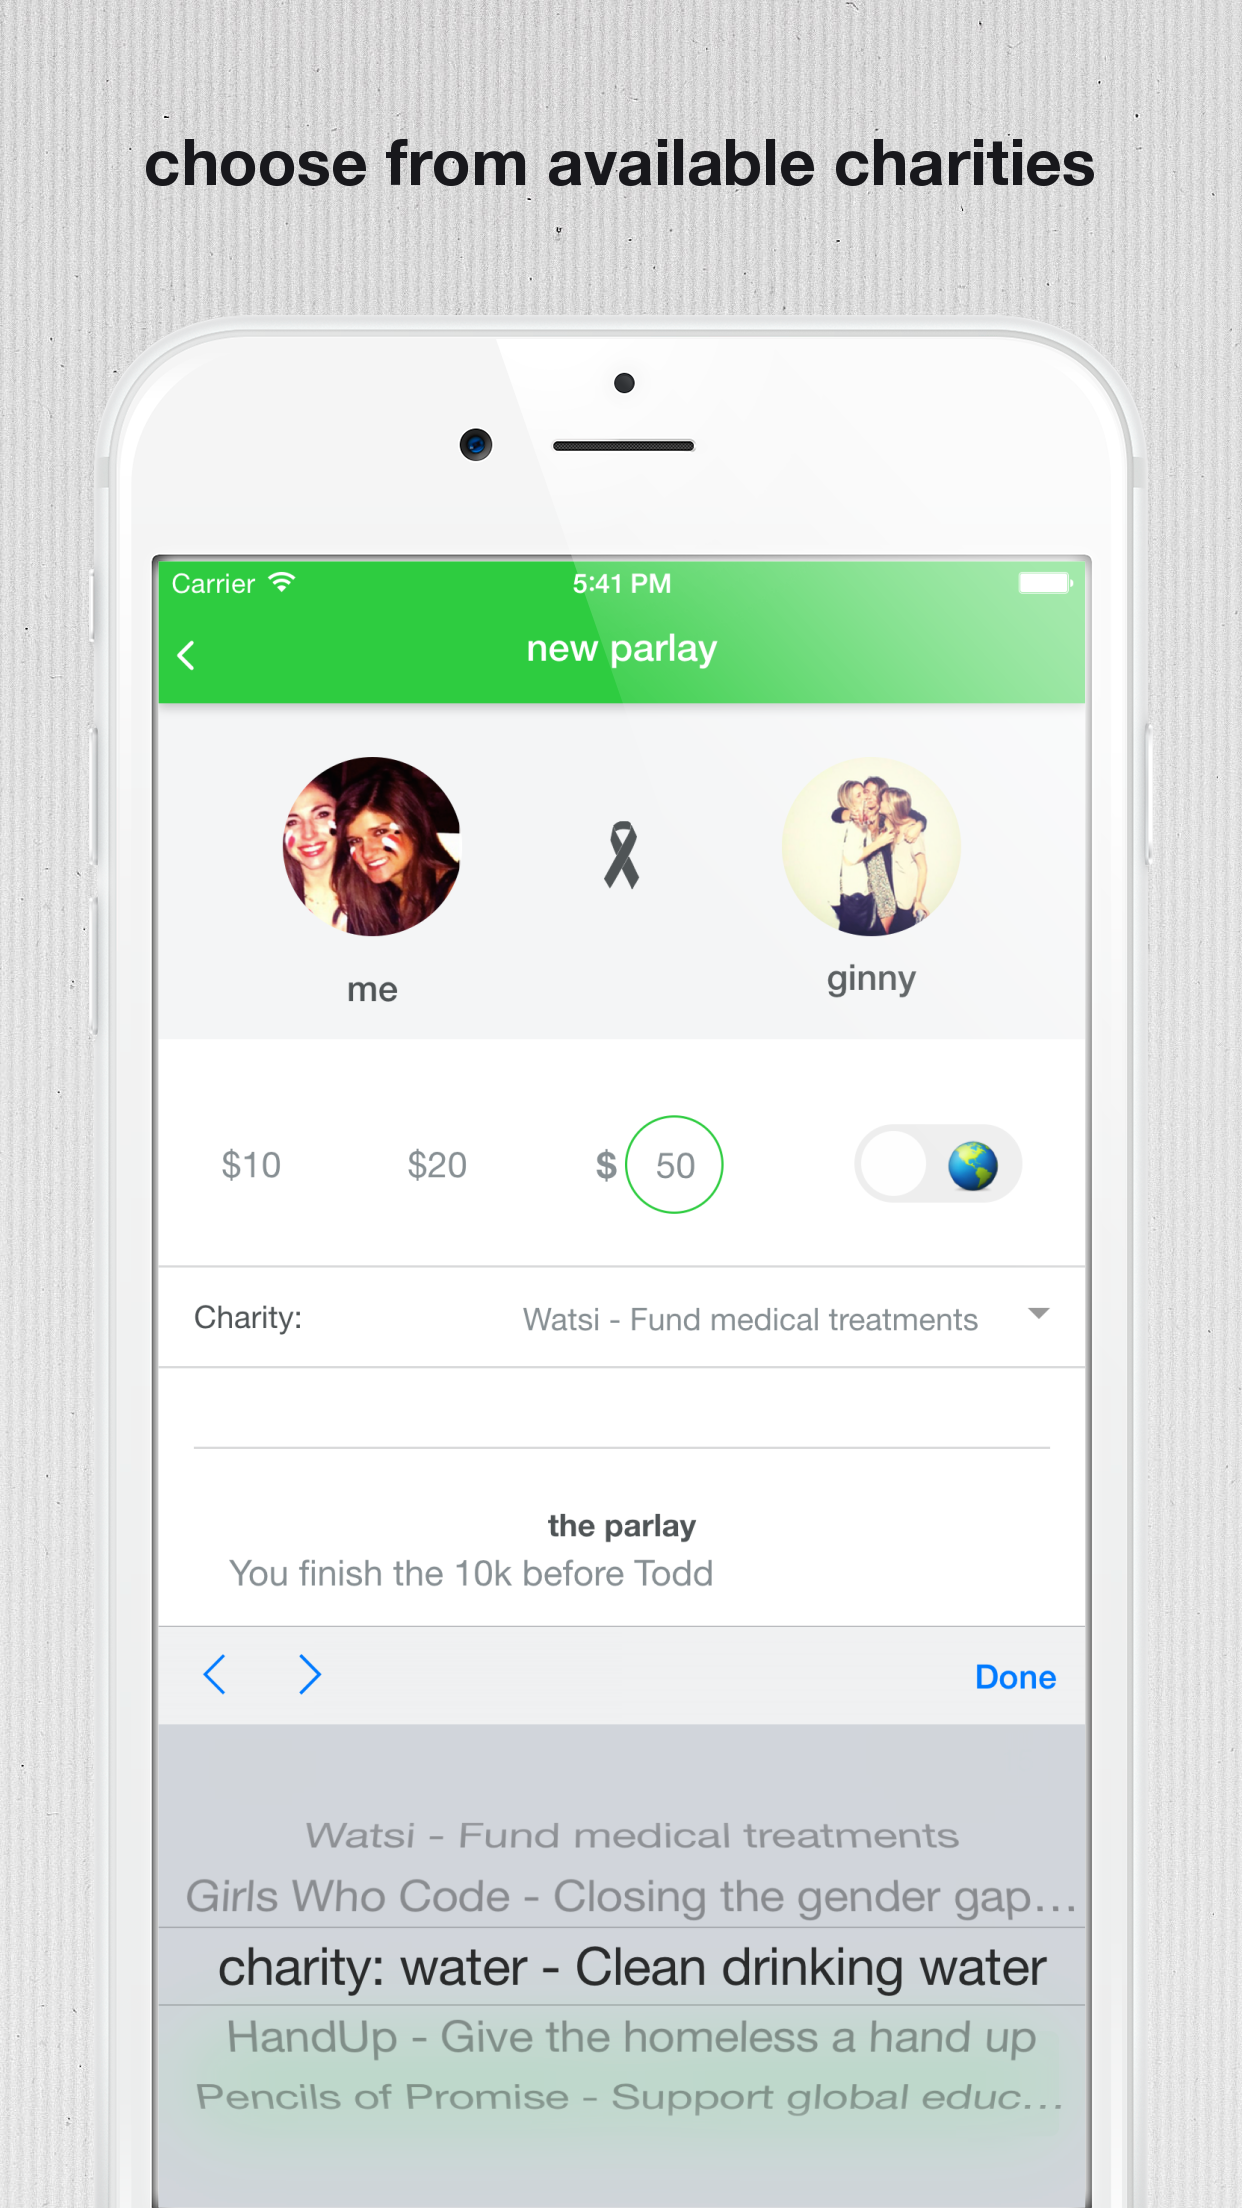 choose from available charities
Carrier 5:41 PM
new parlay
me
ginny
$10 $20 $ 50
Charity: Watsi - Fund medical treatments
the parlay
You finish the 10k before Todd
Done
Watsi - Fund medical treatments
Girls Who Code - Closing the gender gap...
charity: water - Clean drinking water
HandUp - Give the homeless a hand up
Pencils of Promise - Support global educ...